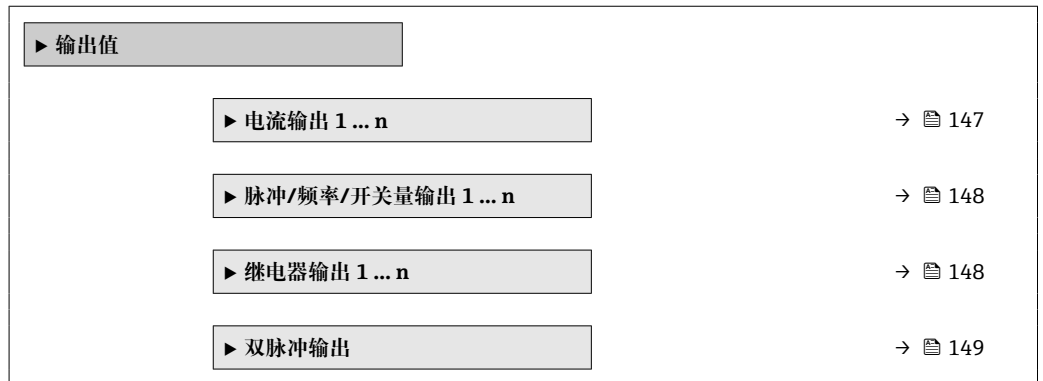 ▶ 输出值
▶ 电流输出 1 ... n → 147
▶ 脉冲/频率/开关量输出 1 ... n → 148
▶ 继电器输出 1 ... n → 148
▶ 双脉冲输出 → 149